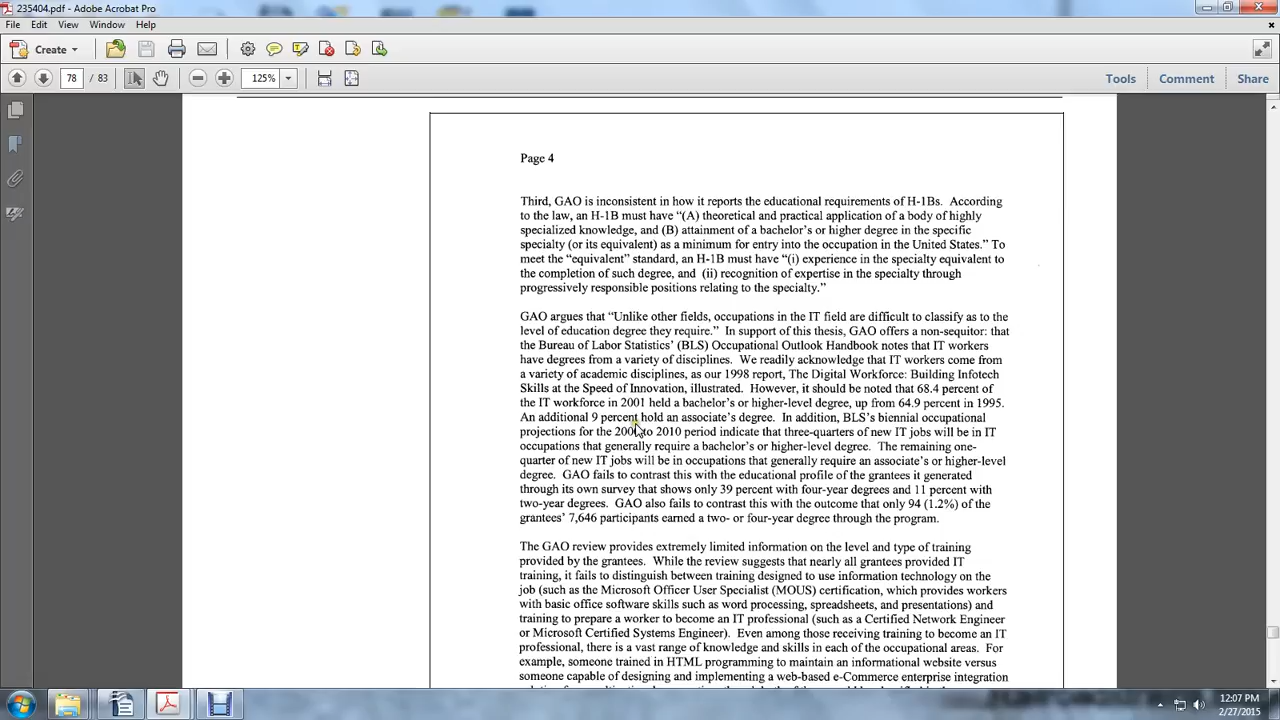 235404.pdf - Adobe Acrobat Pro
File Edit View Window Help
Create
78 / 83 125% Tools Comment Share
Page 4
Third, GAO is inconsistent in how it reports the educational requirements of H-1Bs. According
to the law, an H-1B must have “(A) theoretical and practical application of a body of highly
specialized knowledge, and (B) attainment of a bachelor’s or higher degree in the specific
specialty (or its equivalent) as a minimum for entry into the occupation in the United States.” To
meet the “equivalent” standard, an H-1B must have “(i) experience in the specialty equivalent to
the completion of such degree, and (ii) recognition of expertise in the specialty through
progressively responsible positions relating to the specialty.”
GAO argues that “Unlike other fields, occupations in the IT field are difficult to classify as to the
level of education degree they require.” In support of this thesis, GAO offers a non-sequitor: that
the Bureau of Labor Statistics’ (BLS) Occupational Outlook Handbook notes that IT workers
have degrees from a variety of disciplines. We readily acknowledge that IT workers come from
a variety of academic disciplines, as our 1998 report, The Digital Workforce: Building Infotech
Skills at the Speed of Innovation, illustrated. However, it should be noted that 68.4 percent of
the IT workforce in 2001 held a bachelor’s or higher-level degree, up from 64.9 percent in 1995.
An additional 9 percent hold an associate’s degree. In addition, BLS’s biennial occupational
projections for the to 2010 period indicate that three-quarters of new IT jobs will be in IT
occupations that generally require a bachelor’s or higher-level degree. The remaining one-
quarter of new IT jobs will be in occupations that generally require an associate’s or higher-level
degree. GAO fails to contrast this with the educational profile of the grantees it generated
through its own survey that shows only 39 percent with four-year degrees and 11 percent with
two-year degrees. GAO also fails to contrast this with the outcome that only 94 (1.2%) of the
grantees’ 7,646 participants earned a two- or four-year degree through the program.
The GAO review provides extremely limited information on the level and type of training
provided by the grantees. While the review suggests that nearly all grantees provided IT
training, it fails to distinguish between training designed to use information technology on the
job (such as the Microsoft Officer User Specialist (MOUS) certification, which provides workers
with basic office software skills such as word processing, spreadsheets, and presentations) and
training to prepare a worker to become an IT professional (such as a Certified Network Engineer
or Microsoft Certified Systems Engineer). Even among those receiving training to become an IT
professional, there is a vast range of knowledge and skills in each of the occupational areas. For
example, someone trained in HTML programming to maintain an informational website versus
someone capable of designing and implementing a web-based e-Commerce enterprise integration
12:07 PM
2/27/2015